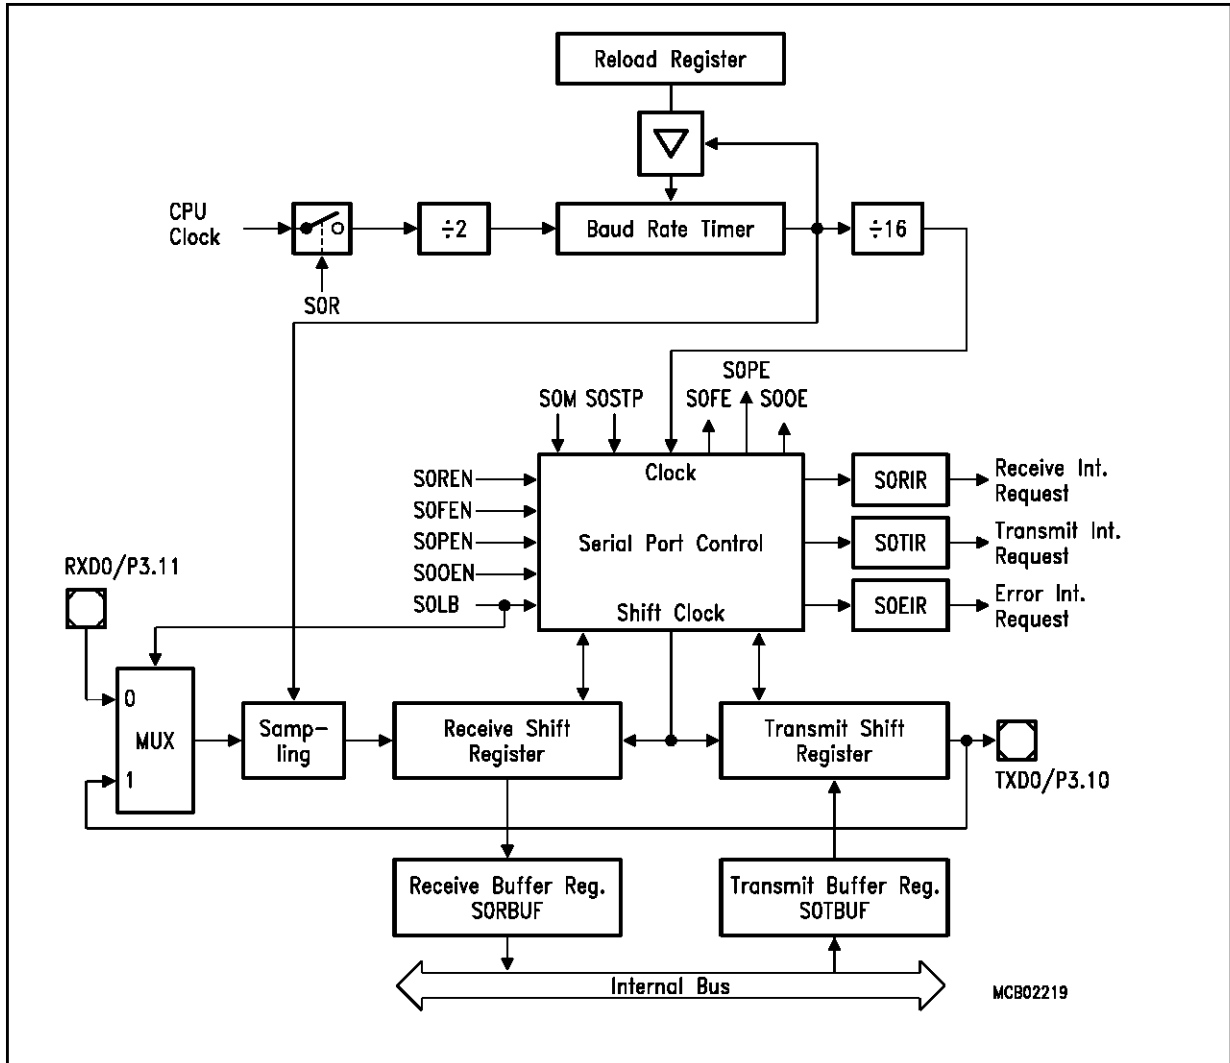 Reload Register
CPU
Clock
÷2
Baud Rate Timer
÷16
S0R
S0PE
S0M
S0STP
S0FE
S0OE
Clock
S0REN
S0FEN
S0PEN
S0OEN
S0LB
Serial Port Control
Shift Clock
S0RIR
Receive Int.
Request
S0TIR
Transmit Int.
Request
S0EIR
Error Int.
Request
RXD0/P3.11
0
MUX
1
Samp-
ling
Receive Shift
Register
Transmit Shift
Register
TXD0/P3.10
Receive Buffer Reg.
S0RBUF
Transmit Buffer Reg.
S0TBUF
Internal Bus
MCB02219